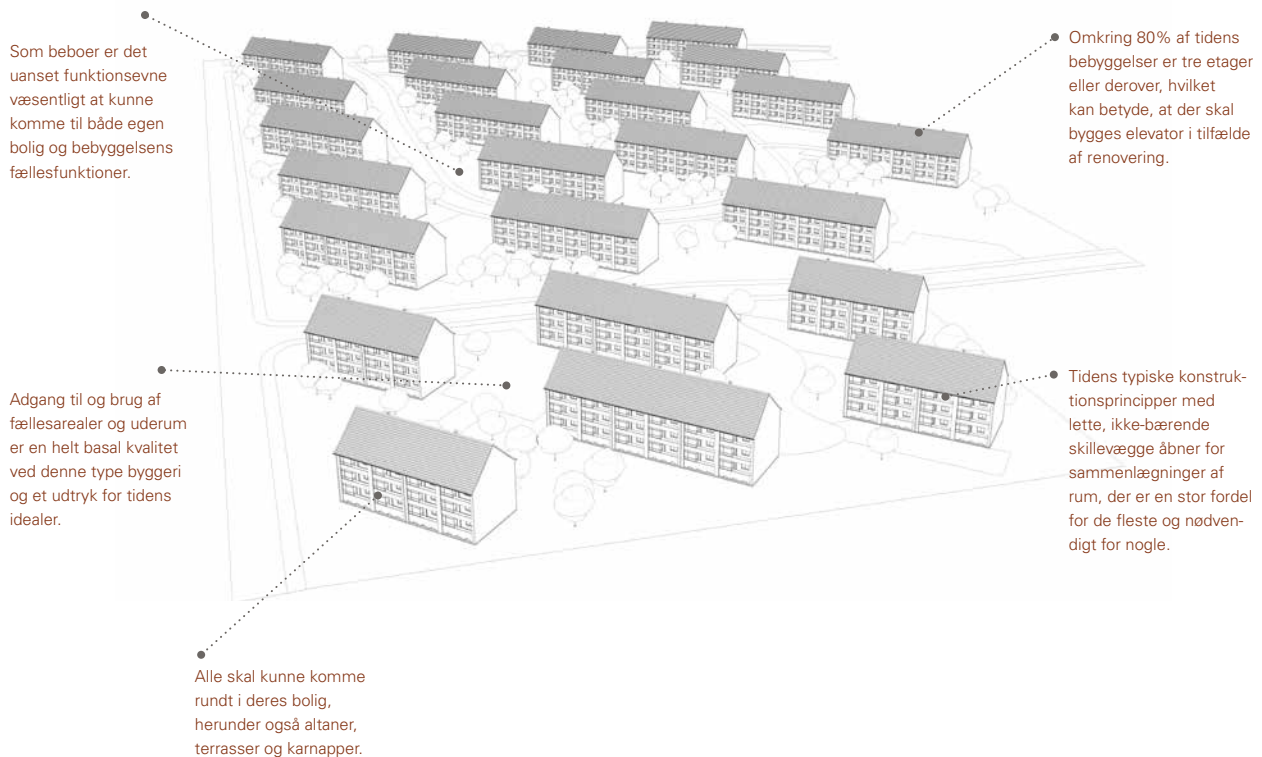 Som beboer er det
uanset funktionsevne
væsentligt at kunne
komme til både egen
bolig og bebyggelsens
fællesfunktioner.
Omkring 80% af tidens
bebyggelser er tre etager
eller derover, hvilket
kan betyde, at der skal
bygges elevator i tilfælde
af renovering.
Adgang til og brug af
fællesarealer og uderum
er en helt basal kvalitet
ved denne type byggeri
og et udtryk for tidens
idealer.
Tidens typiske konstruk-
tionsprincipper med
lette, ikke-bærende
skillevægge åbner for
sammenlægninger af
rum, der er en stor fordel
for de fleste og nødven-
digt for nogle.
Alle skal kunne komme
rundt i deres bolig,
herunder også altaner,
terrasser og karnapper.